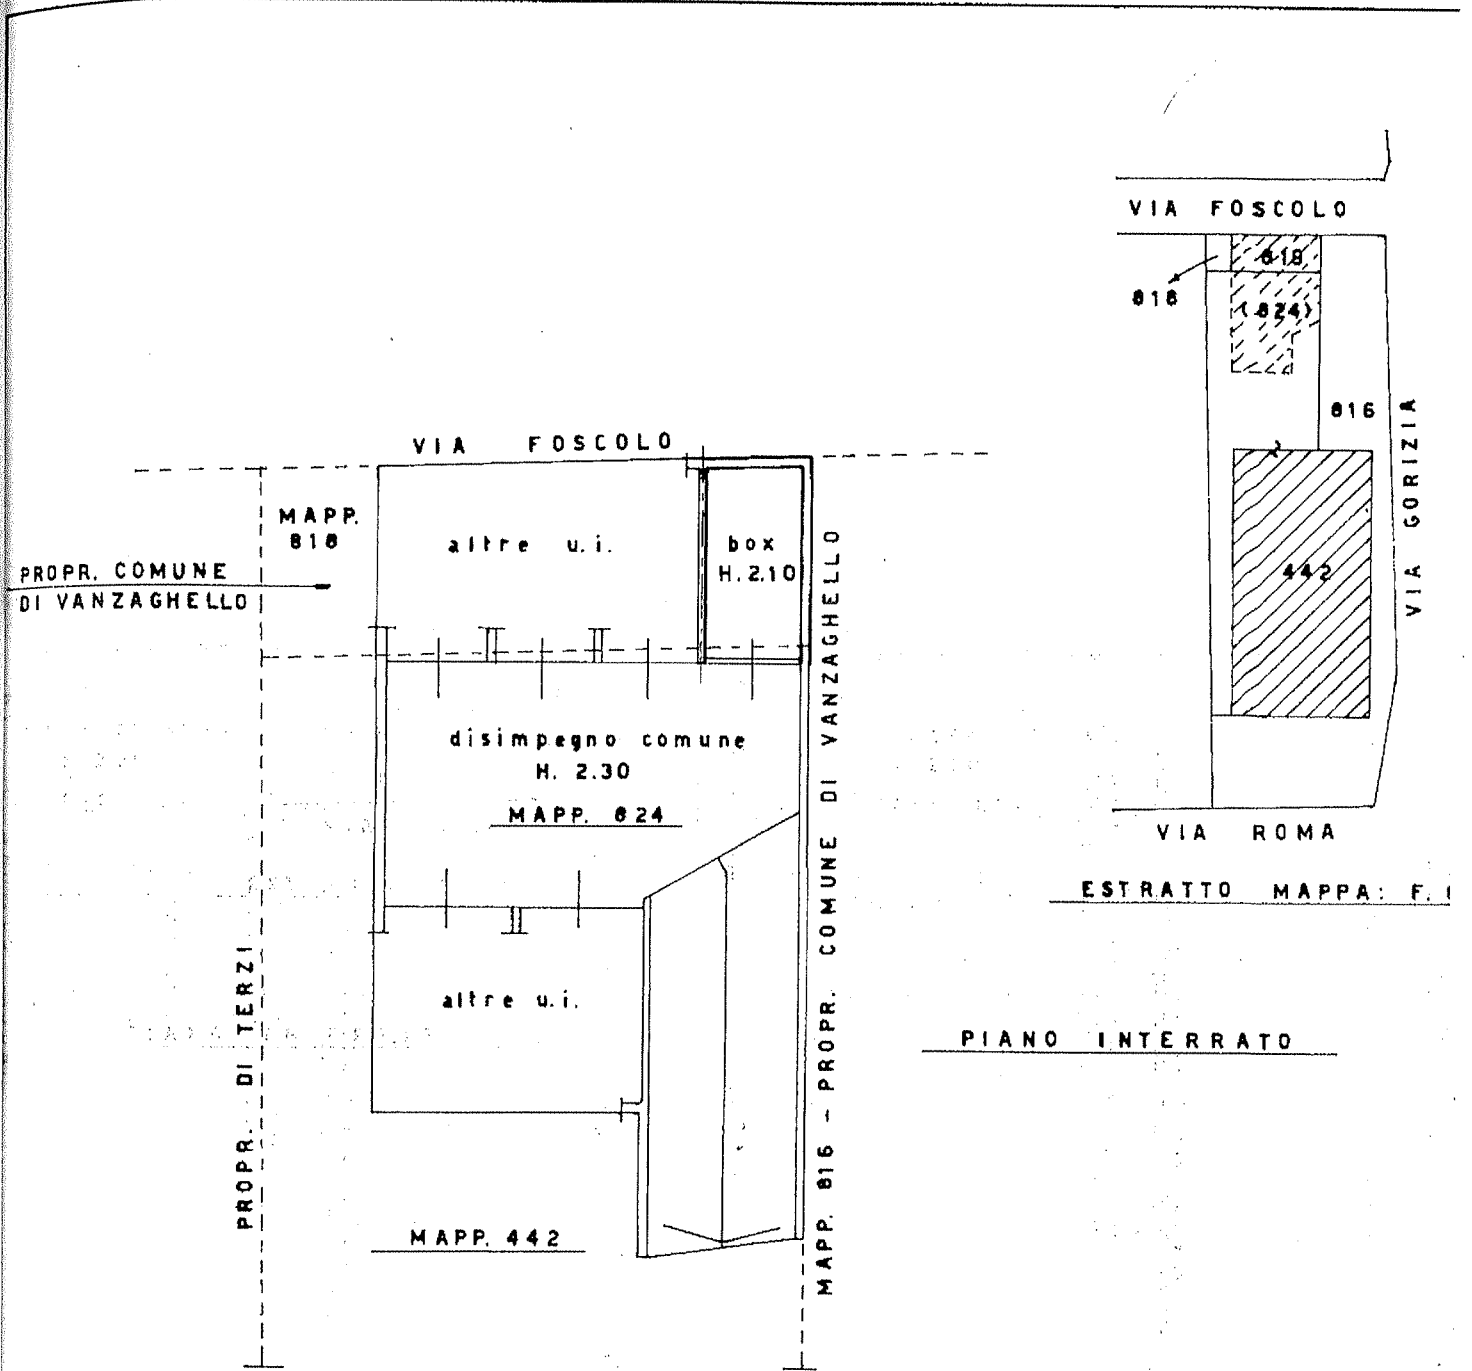 VIA FOSCOLO
MAPP.
818
PROPR. COMUNE
DI VANZAGHELLO
altre u.i.
box
H. 2.10
disimpegno comune
H. 2.30
MAPP. 824
altre u.i.
MAPP. 442
PROPR. DI TERZI
MAPP. 816 - PROPR. COMUNE DI VANZAGHELLO
VIA FOSCOLO
818
818
(824)
816
442
VIA GORIZIA
VIA ROMA
ESTRATTO MAPPA: F.
PIANO INTERRATO